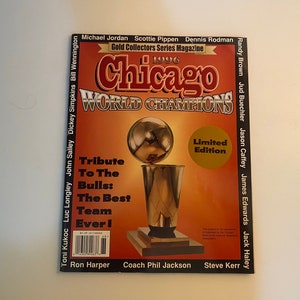 Michael Jordan Scottie Pippen Dennis Rodman
Gold Collectors Series Magazine
1996
Chicago
WORLD CHAMPIONS
Limited
Edition
Tribute
To The
Bulls:
The Best
Team
Ever!
Bill Wennington
Dickey Simpkins
John Salley
Luc Longley
Toni Kukoc
Randy Brown
Jud Buechler
Jason Caffey
James Edwards
Jack Haley
Ron Harper Coach Phil Jackson Steve Kerr